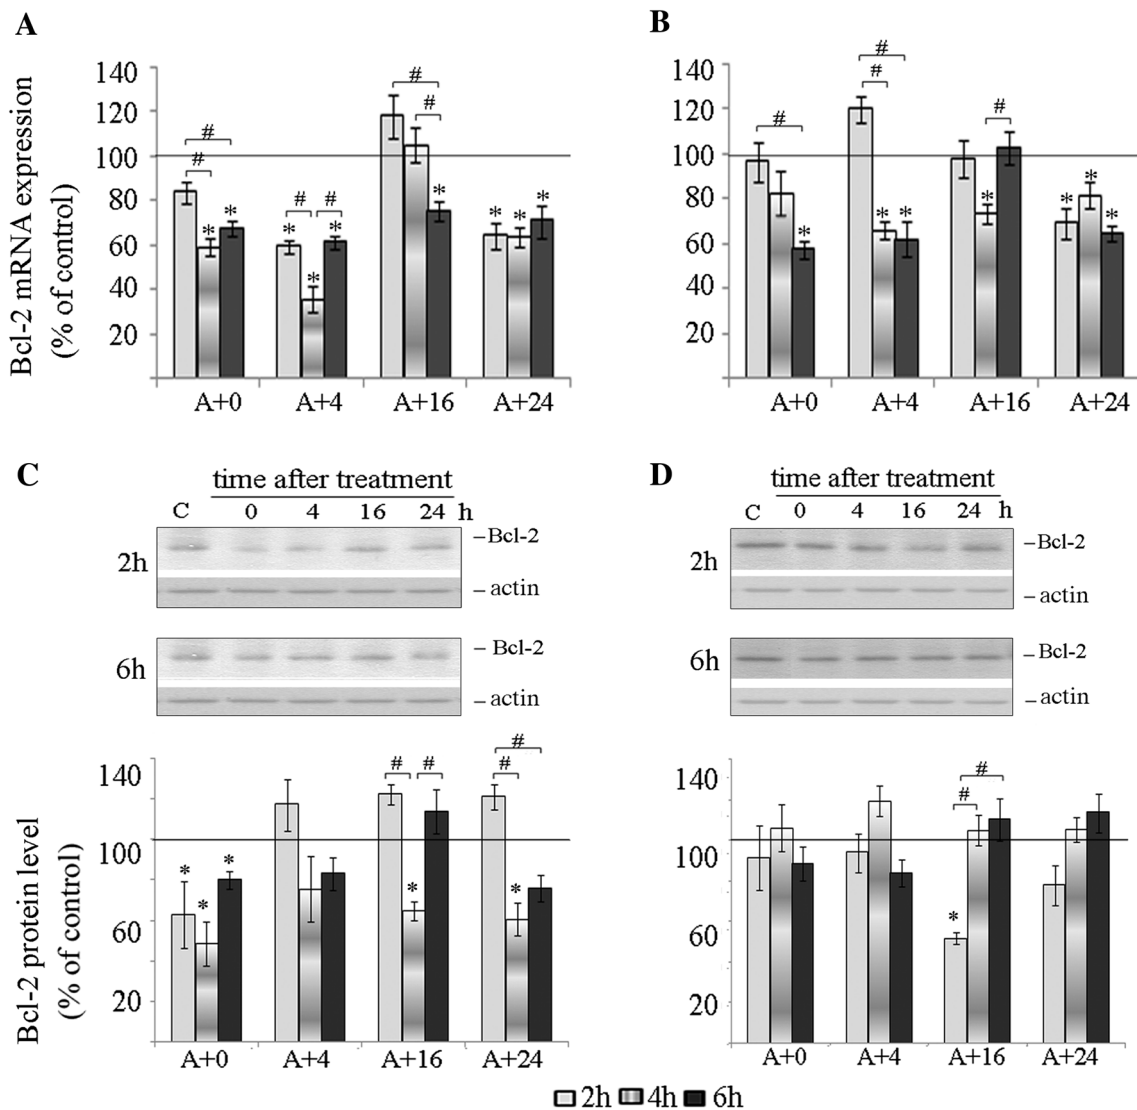 A
Bcl-2 mRNA expression
(% of control)
140
120
100
80
60
40
20
#
#
*
*
#
#
*
*
*
#
#
*
*
*
*
A+0 A+4 A+16 A+24
B
140
120
100
80
60
40
20
#
*
#
#
*
*
#
*
*
*
*
A+0 A+4 A+16 A+24
C
time after treatment
C 0 4 16 24 h
2h
Bcl-2
actin
6h
Bcl-2
actin
Bcl-2 protein level
(% of control)
140
100
60
20
*
*
*
#
#
*
#
#
*
A+0 A+4 A+16 A+24
D
time after treatment
C 0 4 16 24 h
2h
Bcl-2
actin
6h
Bcl-2
actin
140
100
60
20
#
#
*
A+0 A+4 A+16 A+24
2h 4h 6h